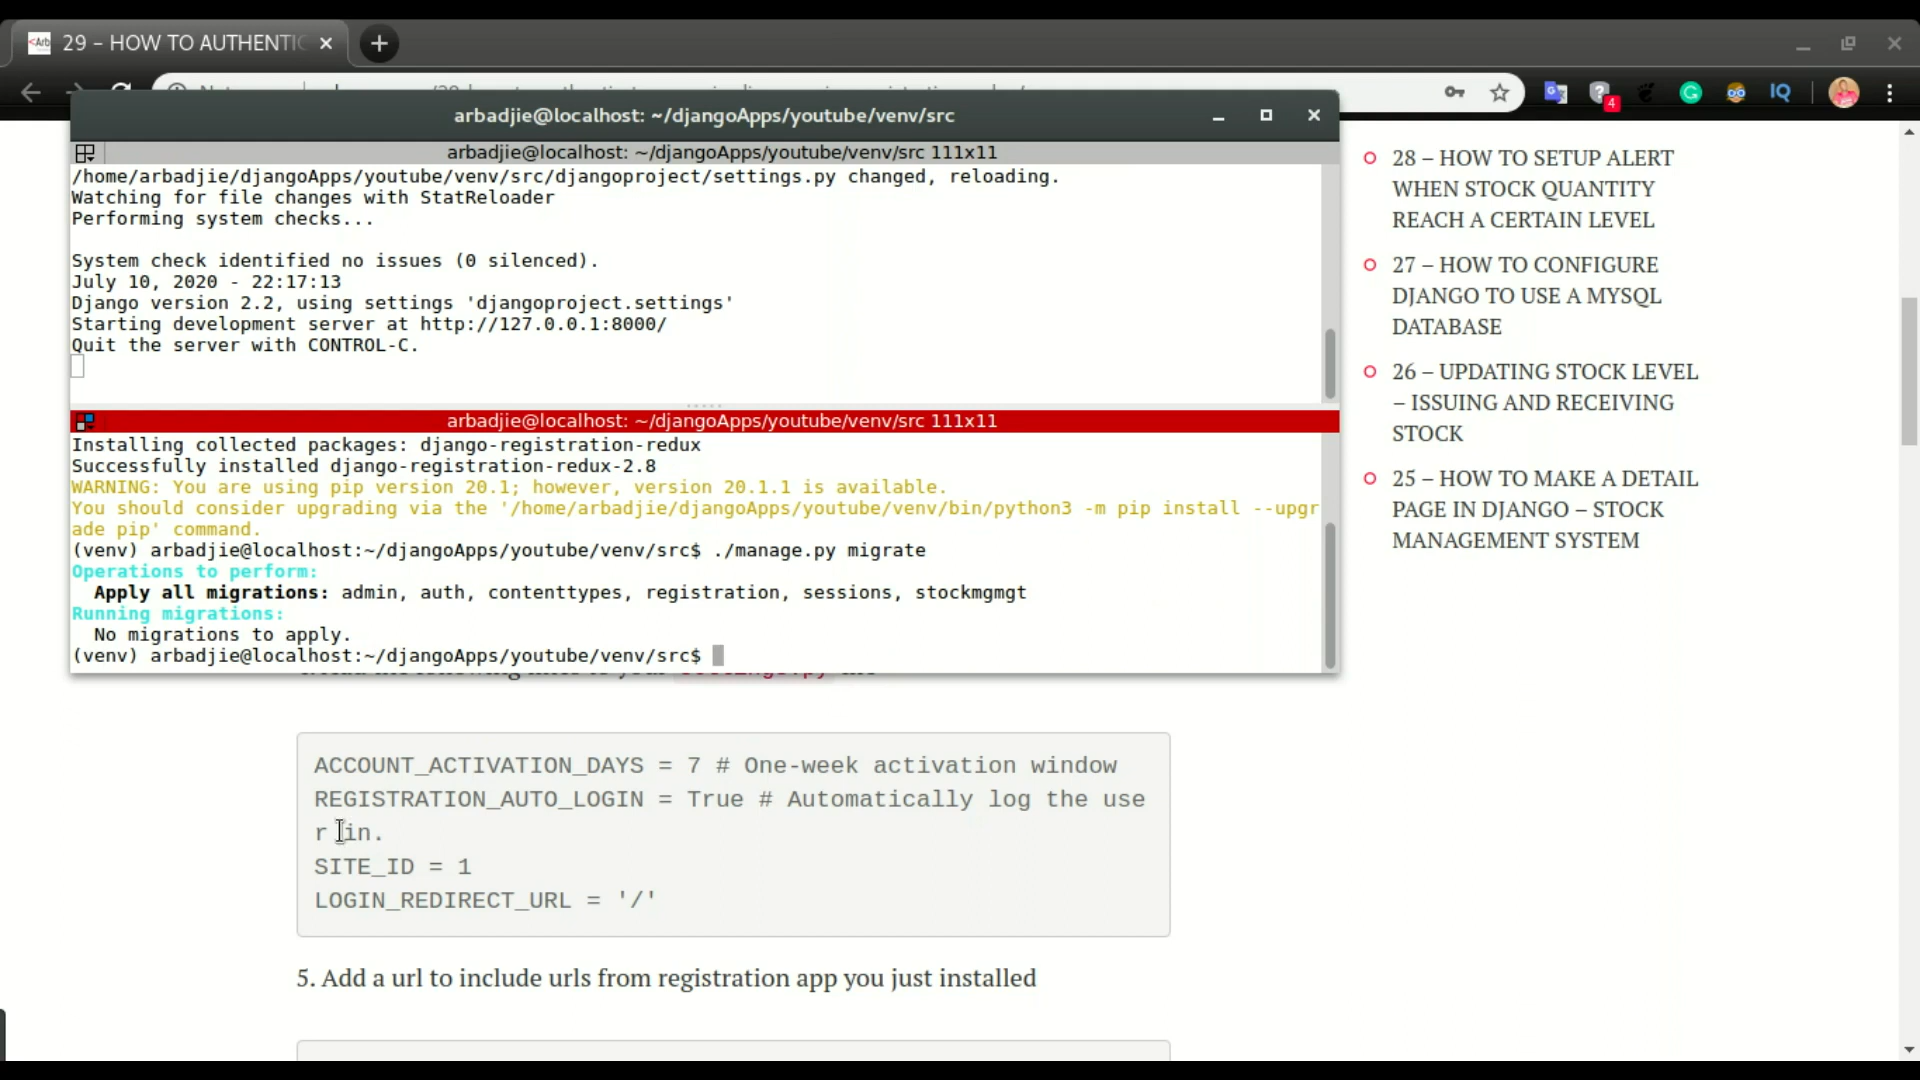 <Arb 29 – HOW TO AUTHENTIC
4
IQ
arbadjie@localhost: ~/djangoApps/youtube/venv/src
arbadjie@localhost: ~/djangoApps/youtube/venv/src 111x11
/home/arbadjie/djangoApps/youtube/venv/src/djangoproject/settings.py changed, reloading.
Watching for file changes with StatReloader
Performing system checks...
System check identified no issues (0 silenced).
July 10, 2020 - 22:17:13
Django version 2.2, using settings 'djangoproject.settings'
Starting development server at http://127.0.0.1:8000/
Quit the server with CONTROL-C.
arbadjie@localhost: ~/djangoApps/youtube/venv/src 111x11
Installing collected packages: django-registration-redux
Successfully installed django-registration-redux-2.8
WARNING: You are using pip version 20.1; however, version 20.1.1 is available.
You should consider upgrading via the '/home/arbadjie/djangoApps/youtube/venv/bin/python3 -m pip install --upgr
ade pip' command.
(venv) arbadjie@localhost:~/djangoApps/youtube/venv/src$ ./manage.py migrate
Operations to perform:
Apply all migrations: admin, auth, contenttypes, registration, sessions, stockmgmgt
Running migrations:
No migrations to apply.
(venv) arbadjie@localhost:~/djangoApps/youtube/venv/src$
ACCOUNT_ACTIVATION_DAYS = 7 # One-week activation window
REGISTRATION_AUTO_LOGIN = True # Automatically log the use
r in.
SITE_ID = 1
LOGIN_REDIRECT_URL = '/'
5. Add a url to include urls from registration app you just installed
28 – HOW TO SETUP ALERT
WHEN STOCK QUANTITY
REACH A CERTAIN LEVEL
27 – HOW TO CONFIGURE
DJANGO TO USE A MYSQL
DATABASE
26 – UPDATING STOCK LEVEL
– ISSUING AND RECEIVING
STOCK
25 – HOW TO MAKE A DETAIL
PAGE IN DJANGO – STOCK
MANAGEMENT SYSTEM